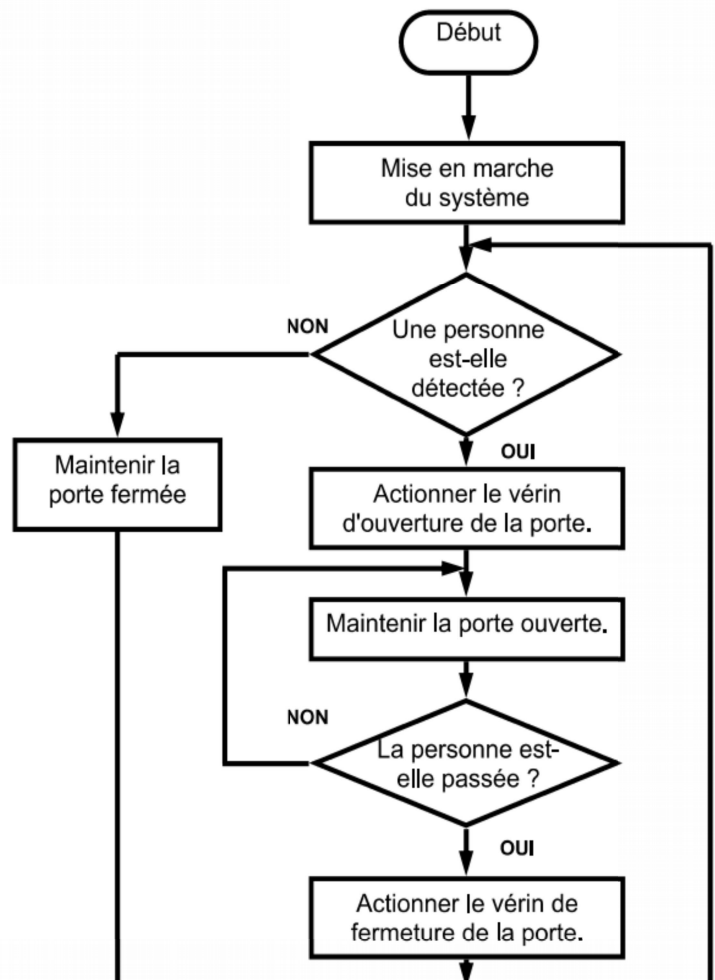 Début
Mise en marche
du système
NON
Une personne
est-elle
détectée ?
OUI
Maintenir la
porte fermée
Actionner le vérin
d'ouverture de la porte.
Maintenir la porte ouverte.
NON
La personne est-
elle passée ?
OUI
Actionner le vérin de
fermeture de la porte.